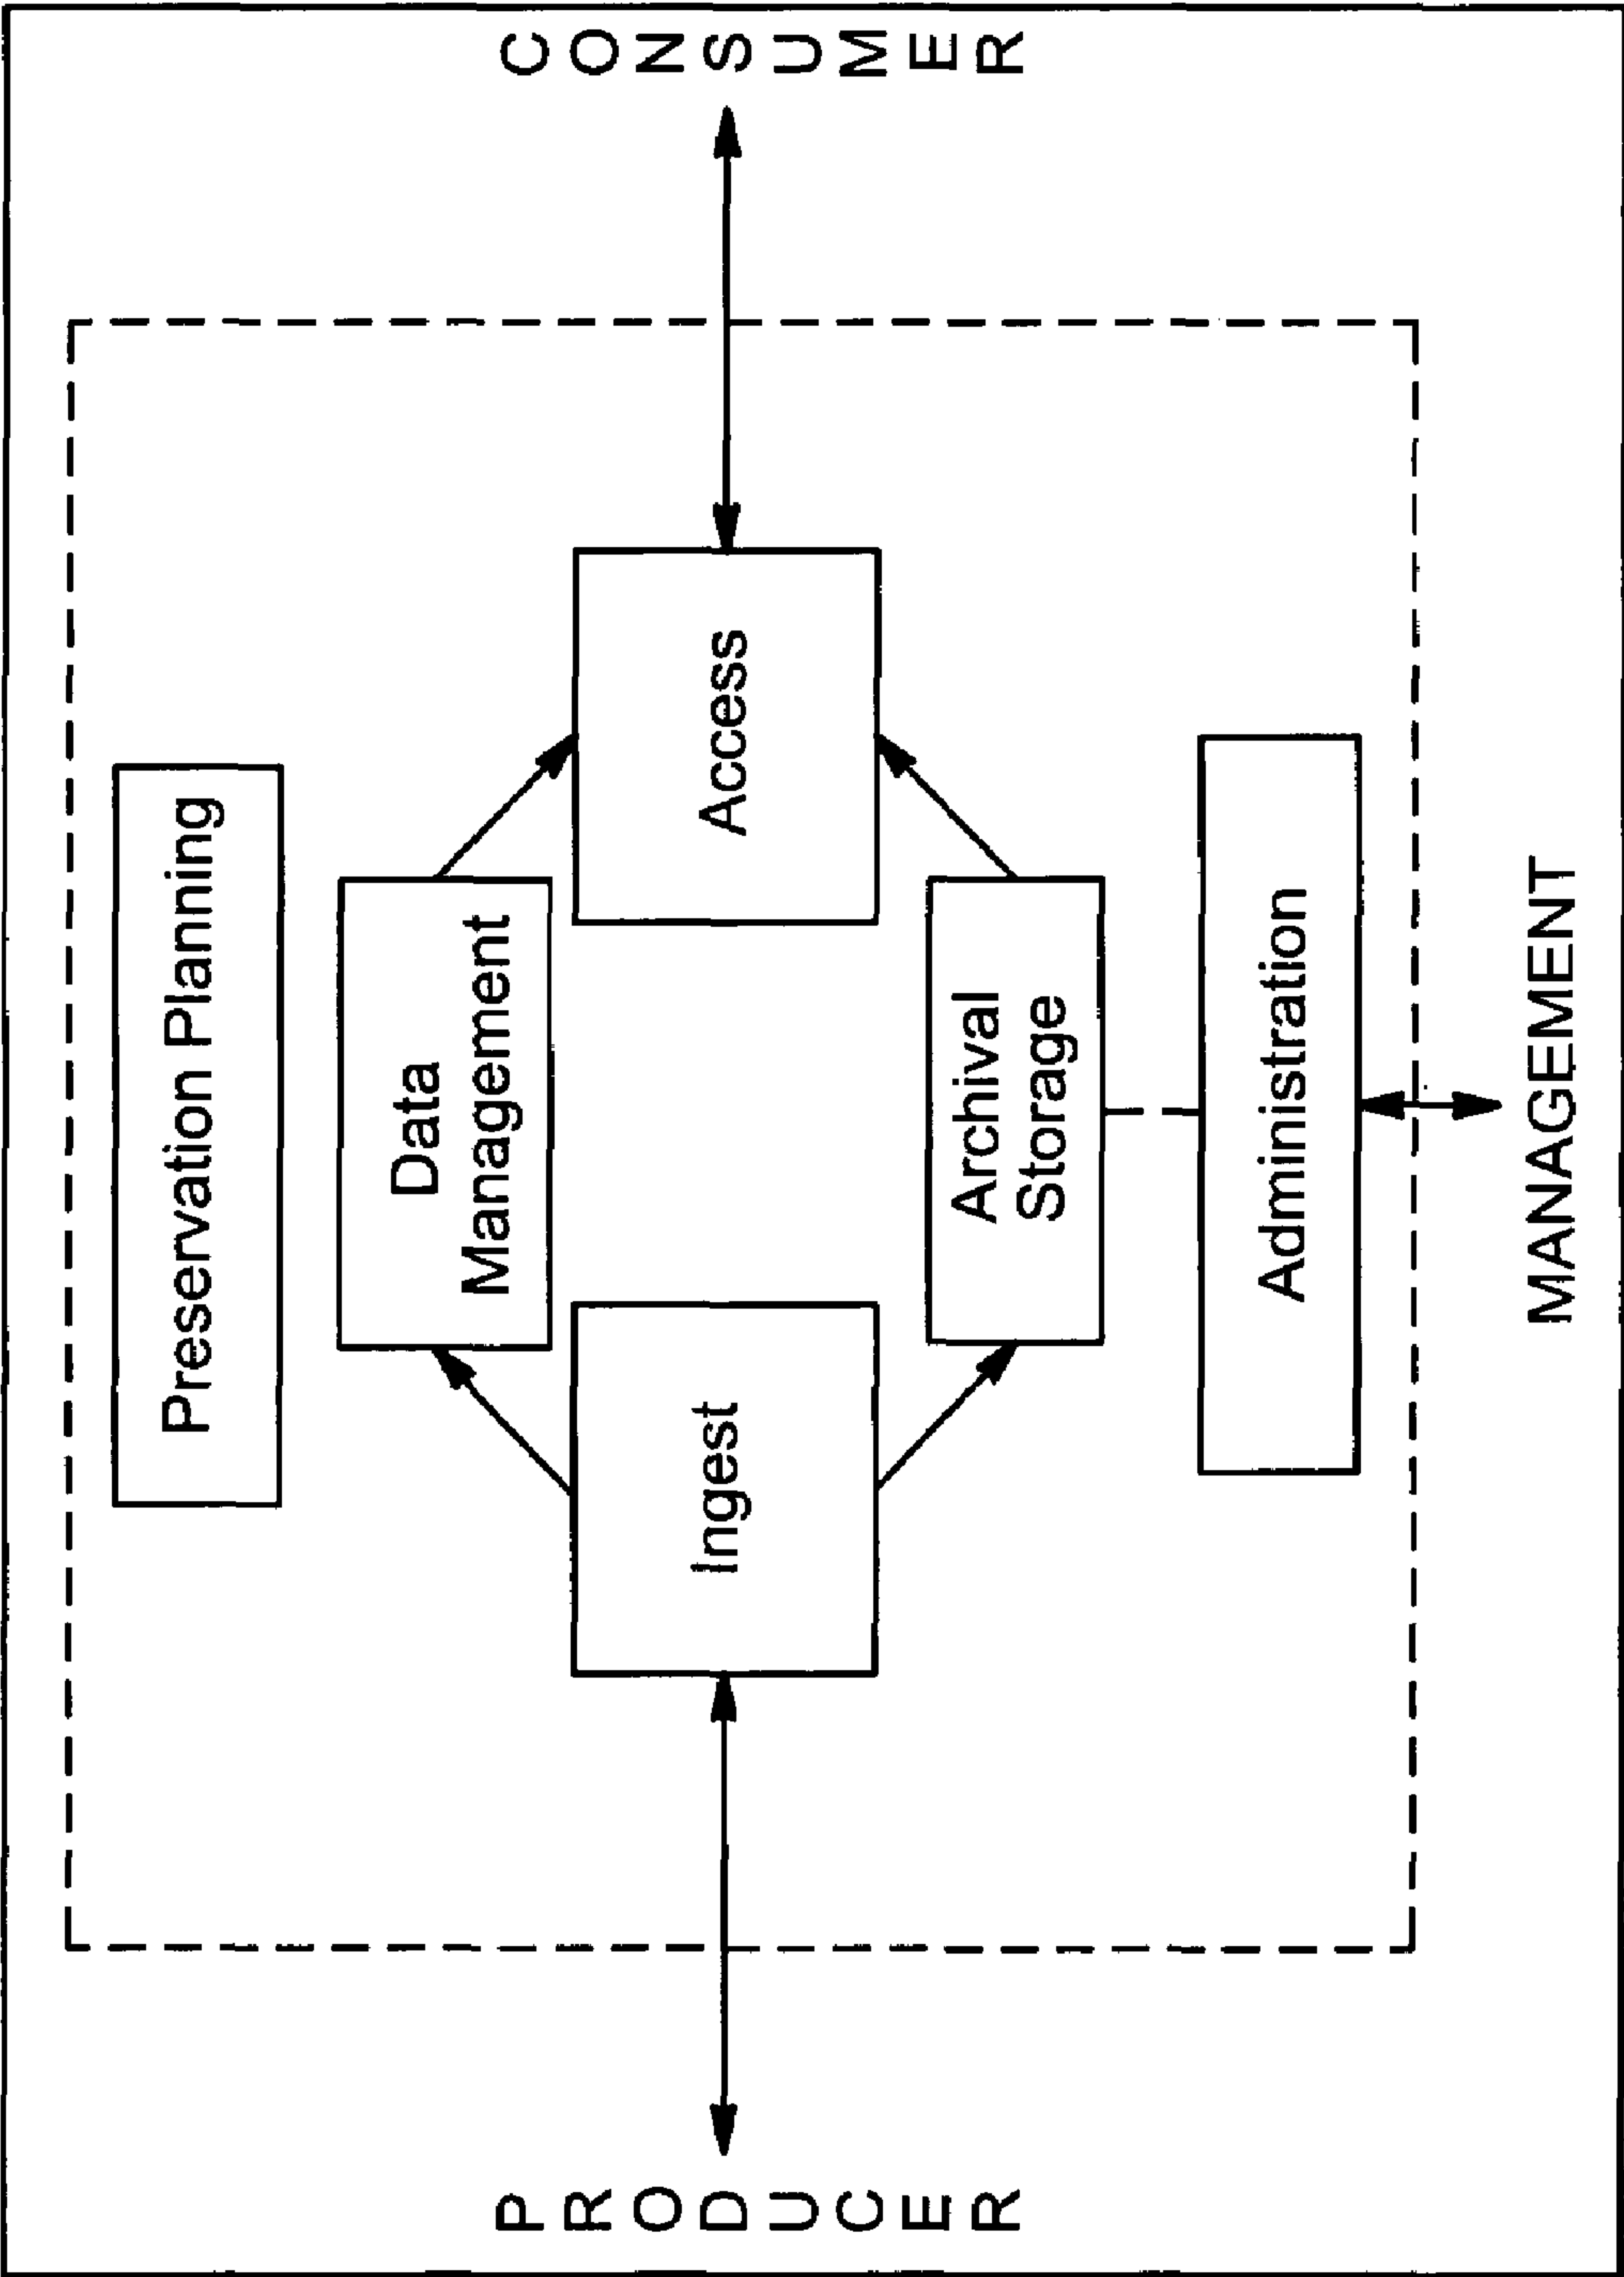 Preservation Planning
Data
Management
PRODUCER
Ingest
Access
CONSUMER
Archival
Storage
Administration
MANAGEMENT